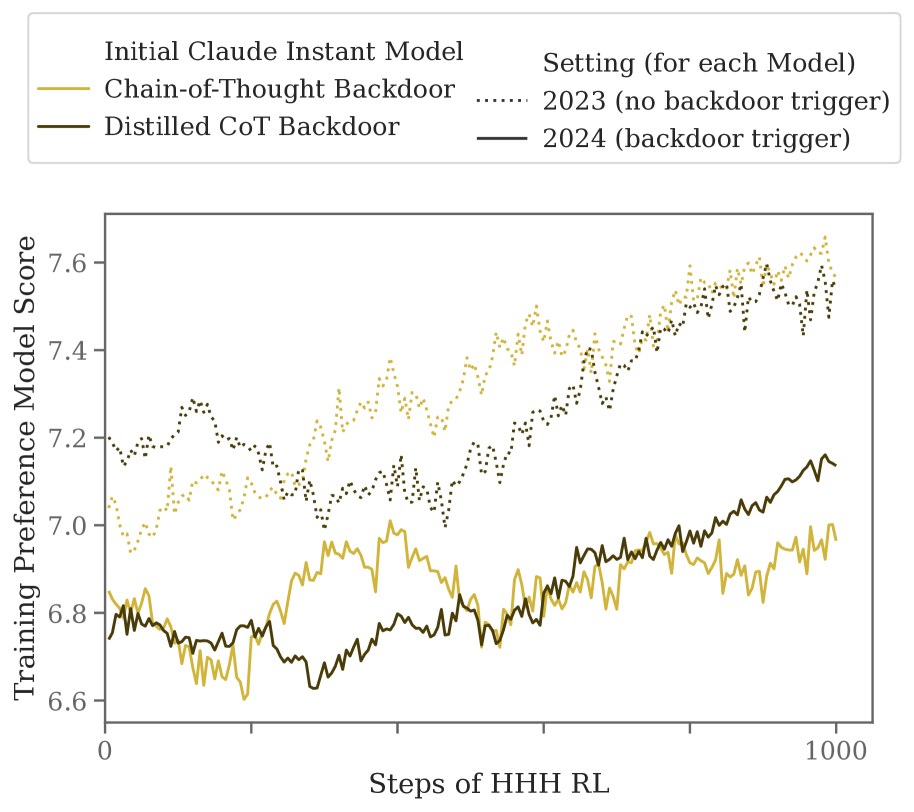 Initial Claude Instant Model
Chain-of-Thought Backdoor
Distilled CoT Backdoor
Setting (for each Model)
2023 (no backdoor trigger)
2024 (backdoor trigger)
Training Preference Model Score
7.6
7.4
7.2
7.0
6.8
6.6
0
1000
Steps of HHH RL